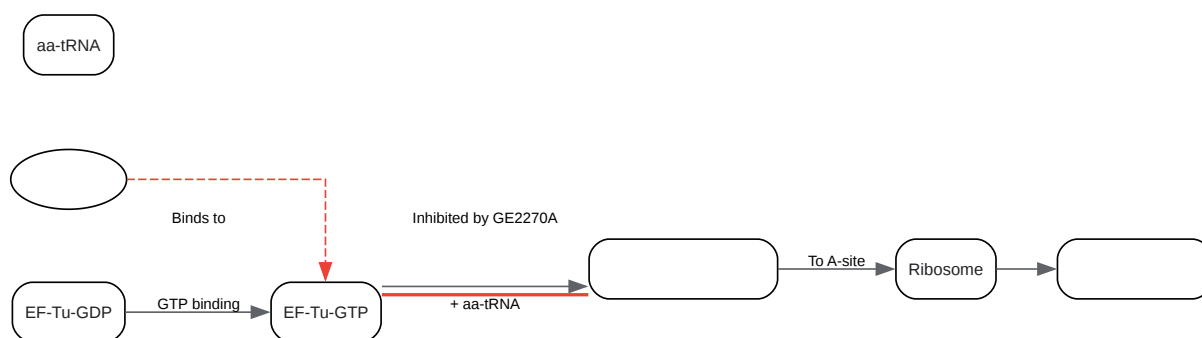 aa-tRNA
Binds to
Inhibited by GE2270A
To A-site
Ribosome
EF-Tu-GDP
GTP binding
EF-Tu-GTP
+ aa-tRNA